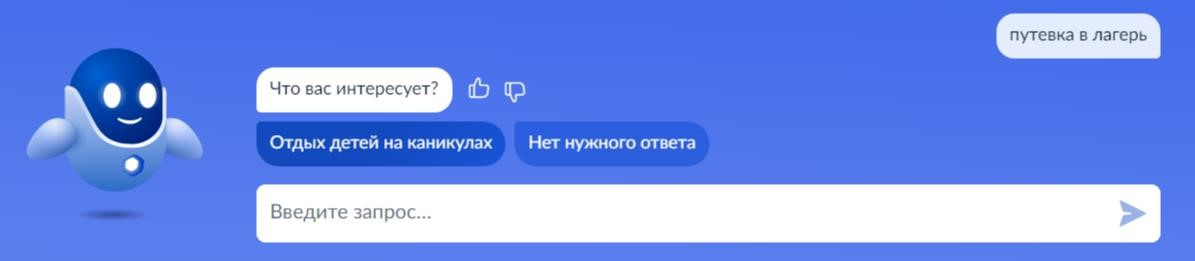 путевка в лагерь
Что вас интересует?
Отдых детей на каникулах
Нет нужного ответа
Введите запрос...